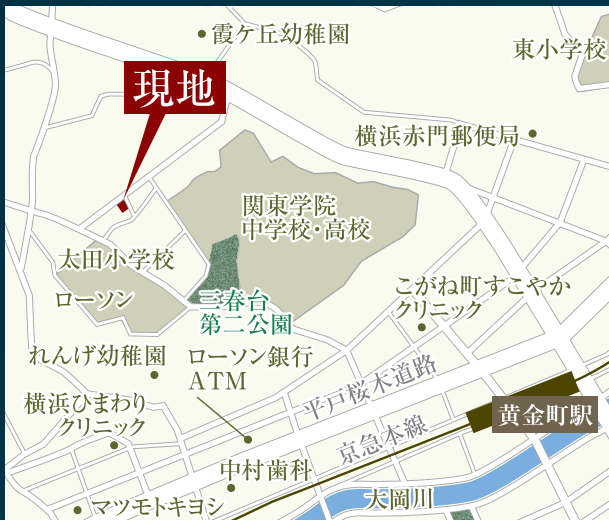 霞ケ丘幼稚園
東小学校
現地
横浜赤門郵便局
関東学院
中学校・高校
太田小学校
ローソン
こがね町すこやか
クリニック
三春台
第二公園
れんげ幼稚園
ローソン銀行
ATM
平戸桜木道路
横浜ひまわり
クリニック
黄金町駅
京急本線
中村歯科
大岡川
マツモトキヨシ